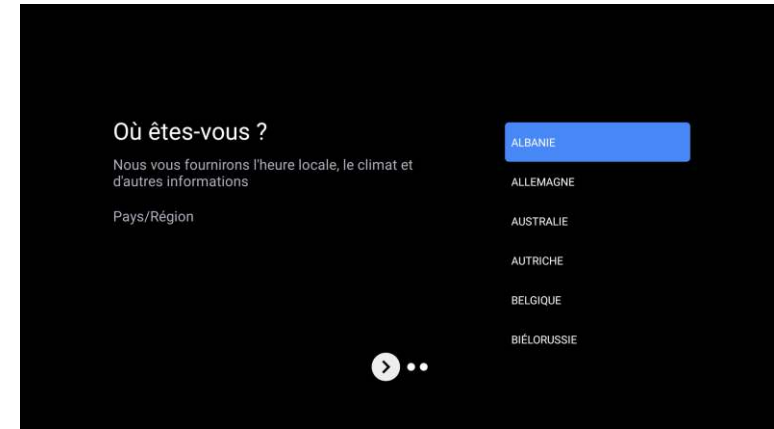 Où êtes-vous ?
Nous vous fournirons l'heure locale, le climat et
d'autres informations
Pays/Région
ALBANIE
ALLEMAGNE
AUSTRALIE
AUTRICHE
BELGIQUE
BIÉLORUSSIE